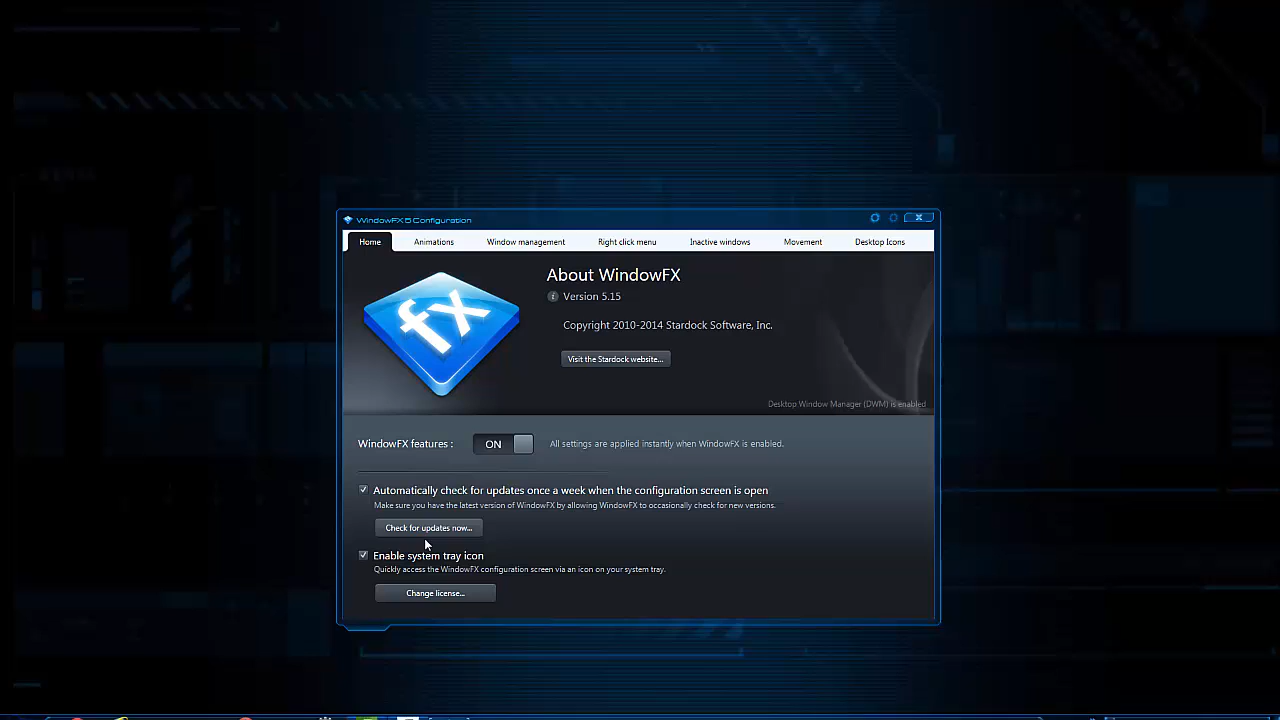 WindowFX 5 Configuration
Home Animations Window management Right click menu Inactive windows Movement Desktop Icons
fx
About WindowFX
Version 5.15
Copyright 2010-2014 Stardock Software, Inc.
Visit the Stardock website...
Desktop Window Manager (DWM) is enabled
WindowFX features : ON All settings are applied instantly when WindowFX is enabled.
Automatically check for updates once a week when the configuration screen is open
Make sure you have the latest version of WindowFX by allowing WindowFX to occasionally check for new versions.
Check for updates now...
Enable system tray icon
Quickly access the WindowFX configuration screen via an icon on your system tray.
Change license...